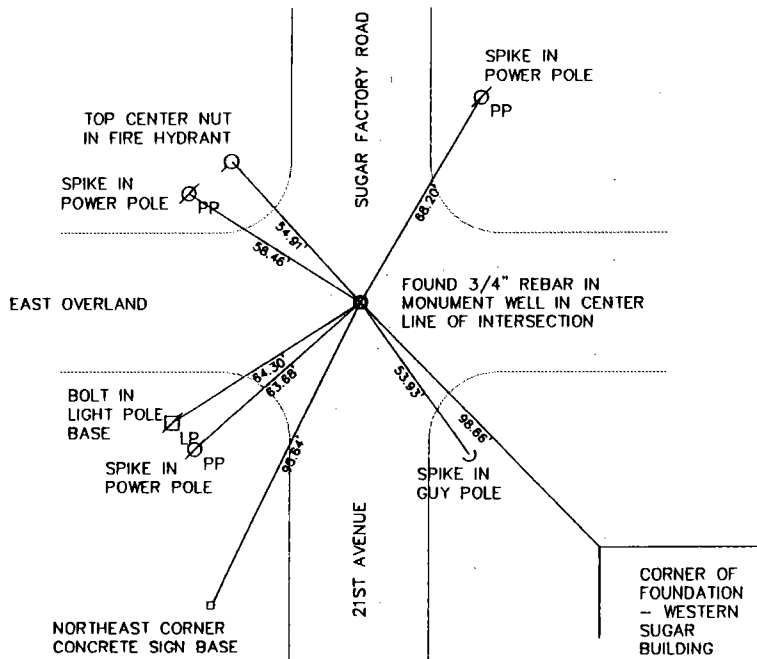 SUGAR FACTORY ROAD
SPIKE IN
POWER POLE
PP
TOP CENTER NUT
IN FIRE HYDRANT
SPIKE IN
POWER POLE
PP
54.91'
58.46'
68.20'
EAST OVERLAND
FOUND 3/4" REBAR IN
MONUMENT WELL IN CENTER
LINE OF INTERSECTION
64.30'
63.68'
53.93'
98.66'
BOLT IN
LIGHT POLE
BASE
LP
PP
SPIKE IN
POWER POLE
SPIKE IN
GUY POLE
21ST AVENUE
NORTHEAST CORNER
CONCRETE SIGN BASE
CORNER OF
FOUNDATION
– WESTERN
SUGAR
BUILDING